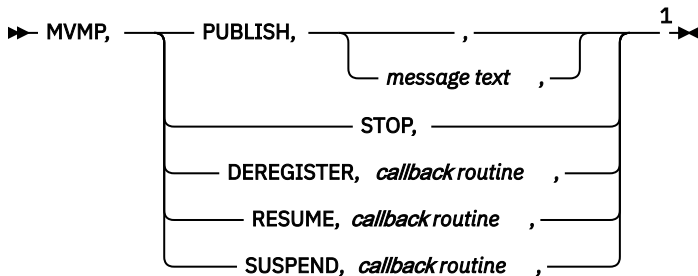 MVMP, PUBLISH, , 1
message text ,
STOP,
DEREGISTER, callback routine ,
RESUME, callback routine ,
SUSPEND, callback routine ,